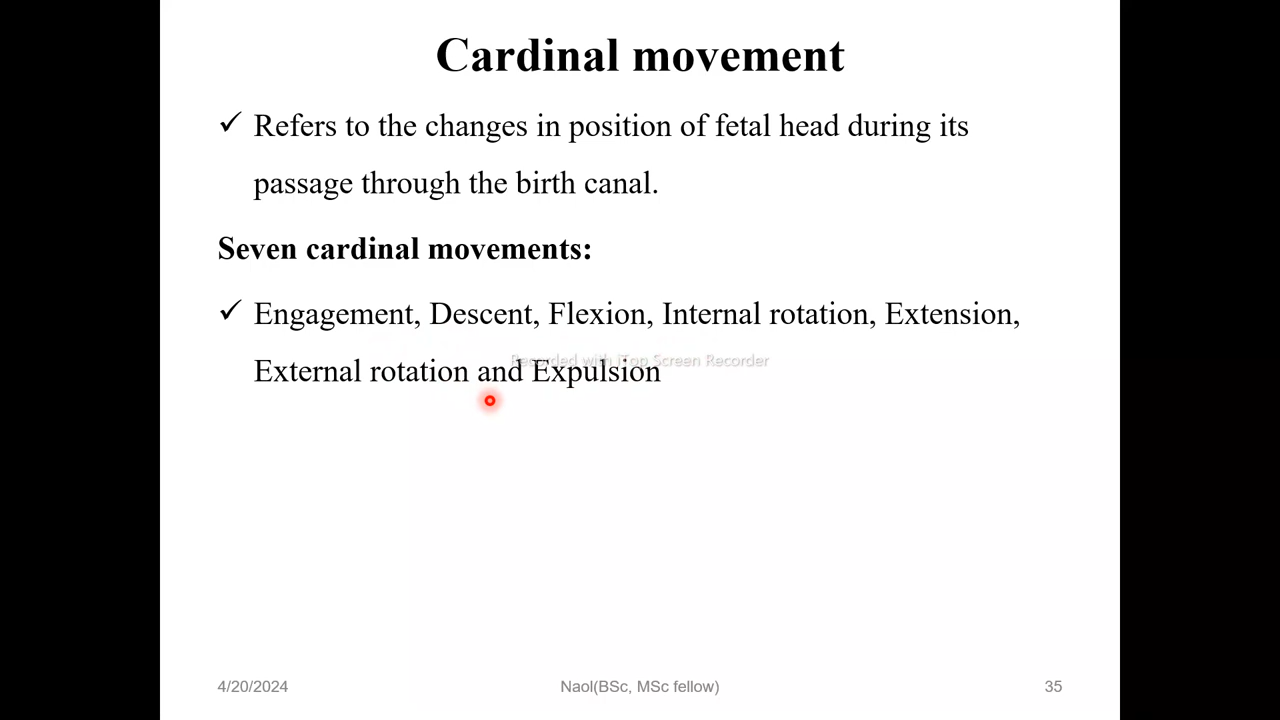 Cardinal movement
✓ Refers to the changes in position of fetal head during its
passage through the birth canal.
Seven cardinal movements:
✓ Engagement, Descent, Flexion, Internal rotation, Extension,
Recorded with iTop Screen Recorder
External rotation and Expulsion
4/20/2024 Naol(BSc, MSc fellow) 35